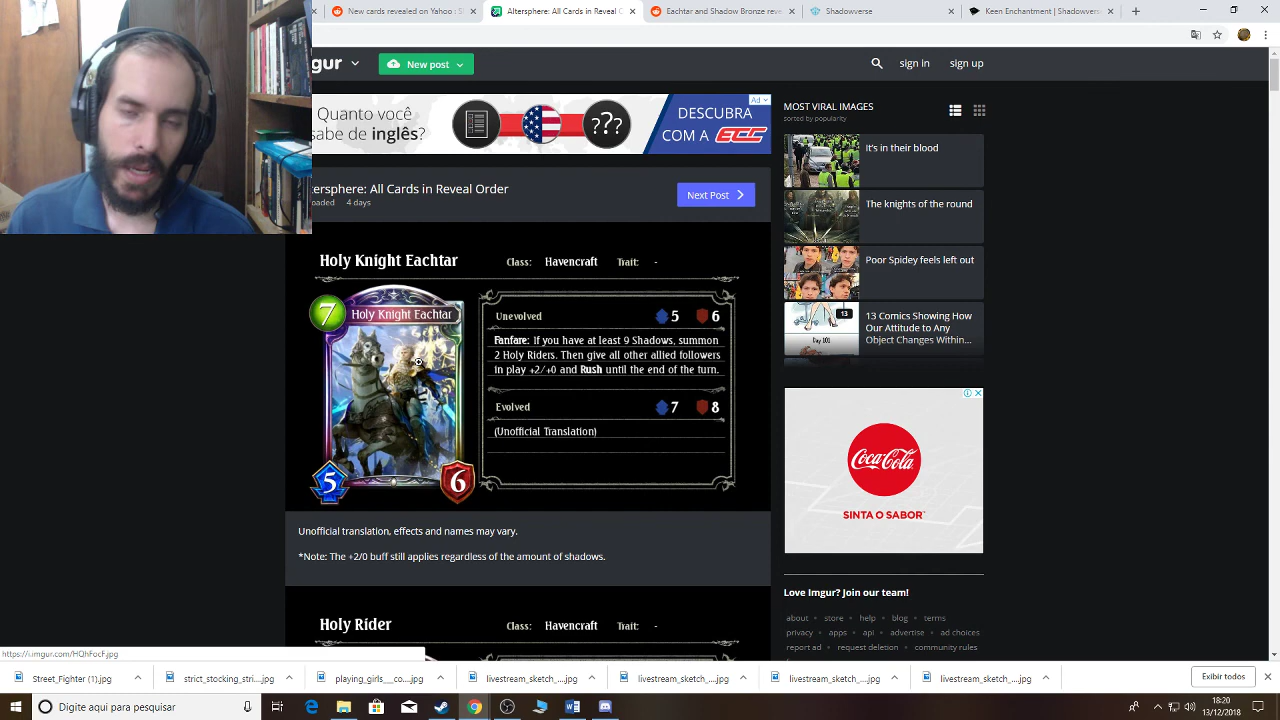 New cards revealed on Yahoo : S
Altersphere: All Cards in Reveal O
Eachtar and Shadow Bronze reve
Shadowverse
Keen Enchantment | Shadowveru
gur
New post
sign in
sign up
Quanto você
sabe de inglês?
???
DESCUBRA
COM A ECC
Ad
MOST VIRAL IMAGES
sorted by popularity
It's in their blood
The knights of the round
Poor Spidey feels left out
13
Day 101
13 Comics Showing How
Our Attitude to Any
Object Changes Within...
tersphere: All Cards in Reveal Order
oaded 4 days
Next Post
Holy Knight Eachtar
Class: Havencraft Trait: -
7
Holy Knight Eachtar
5
6
Unevolved 5 6
Fanfare: If you have at least 9 Shadows, summon
2 Holy Riders. Then give all other allied followers
in play +2/+0 and Rush until the end of the turn.
Evolved 7 8
(Unofficial Translation)
Unofficial translation, effects and names may vary.
*Note: The +2/0 buff still applies regardless of the amount of shadows.
Holy Rider
Class: Havencraft Trait: -
Coca-Cola
SINTA O SABOR
Love Imgur? Join our team!
about store help blog terms
privacy apps api advertise ad choices
report ad request deletion community rules
https://i.imgur.com/HQhFocF.jpg
Street_Fighter (1).jpg
strict_stocking_stri....jpg
playing_girls__co....jpg
livestream_sketch_....jpg
livestream_sketch_....jpg
livestream_sketch_....jpg
livestream_sketch_....jpg
Exibir todos
Digite aqui para pesquisar
18:20
13/12/2018